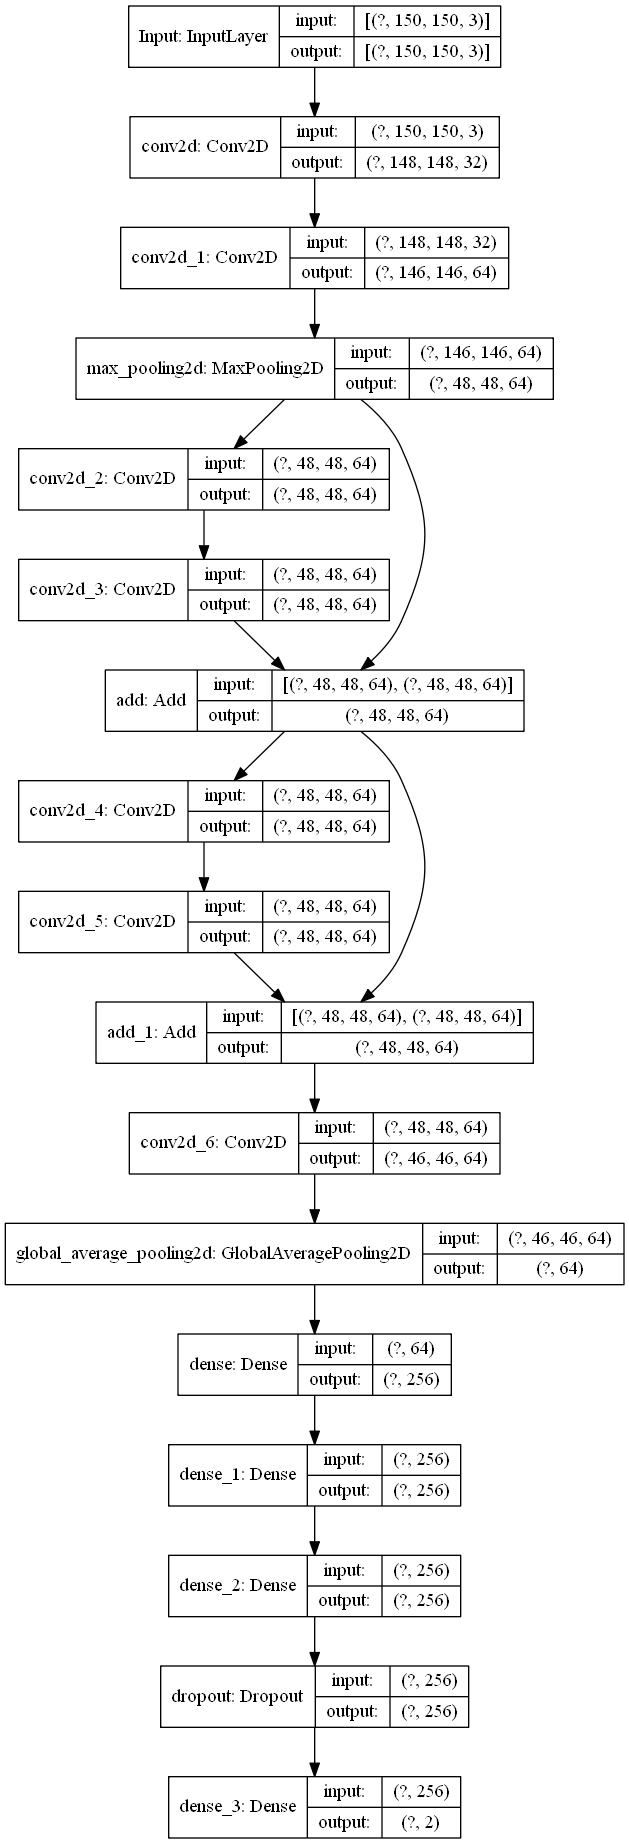 Input: InputLayer
input:
[(?, 150, 150, 3)]
output:
[(?, 150, 150, 3)]
conv2d: Conv2D
input:
(?, 150, 150, 3)
output:
(?, 148, 148, 32)
conv2d_1: Conv2D
input:
(?, 148, 148, 32)
output:
(?, 146, 146, 64)
max_pooling2d: MaxPooling2D
input:
(?, 146, 146, 64)
output:
(?, 48, 48, 64)
conv2d_2: Conv2D
input:
(?, 48, 48, 64)
output:
(?, 48, 48, 64)
conv2d_3: Conv2D
input:
(?, 48, 48, 64)
output:
(?, 48, 48, 64)
add: Add
input:
[(?, 48, 48, 64), (?, 48, 48, 64)]
output:
(?, 48, 48, 64)
conv2d_4: Conv2D
input:
(?, 48, 48, 64)
output:
(?, 48, 48, 64)
conv2d_5: Conv2D
input:
(?, 48, 48, 64)
output:
(?, 48, 48, 64)
add_1: Add
input:
[(?, 48, 48, 64), (?, 48, 48, 64)]
output:
(?, 48, 48, 64)
conv2d_6: Conv2D
input:
(?, 48, 48, 64)
output:
(?, 46, 46, 64)
global_average_pooling2d: GlobalAveragePooling2D
input:
(?, 46, 46, 64)
output:
(?, 64)
dense: Dense
input:
(?, 64)
output:
(?, 256)
dense_1: Dense
input:
(?, 256)
output:
(?, 256)
dense_2: Dense
input:
(?, 256)
output:
(?, 256)
dropout: Dropout
input:
(?, 256)
output:
(?, 256)
dense_3: Dense
input:
(?, 256)
output:
(?, 2)